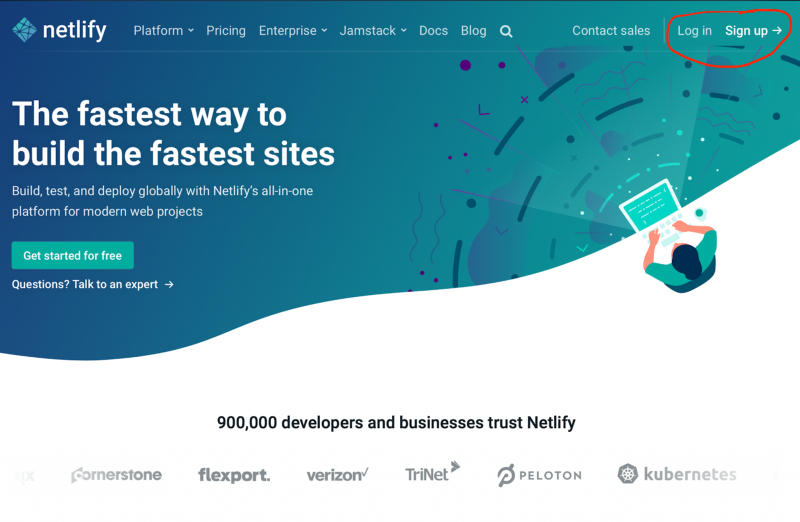 netlify Platform Pricing Enterprise Jamstack Docs Blog Contact sales Log in Sign up →
The fastest way to
build the fastest sites
Build, test, and deploy globally with Netlify's all-in-one
platform for modern web projects
Get started for free
Questions? Talk to an expert →
900,000 developers and businesses trust Netlify
cornerstone flexport. verizon✓ TriNet PELOTON kubernetes